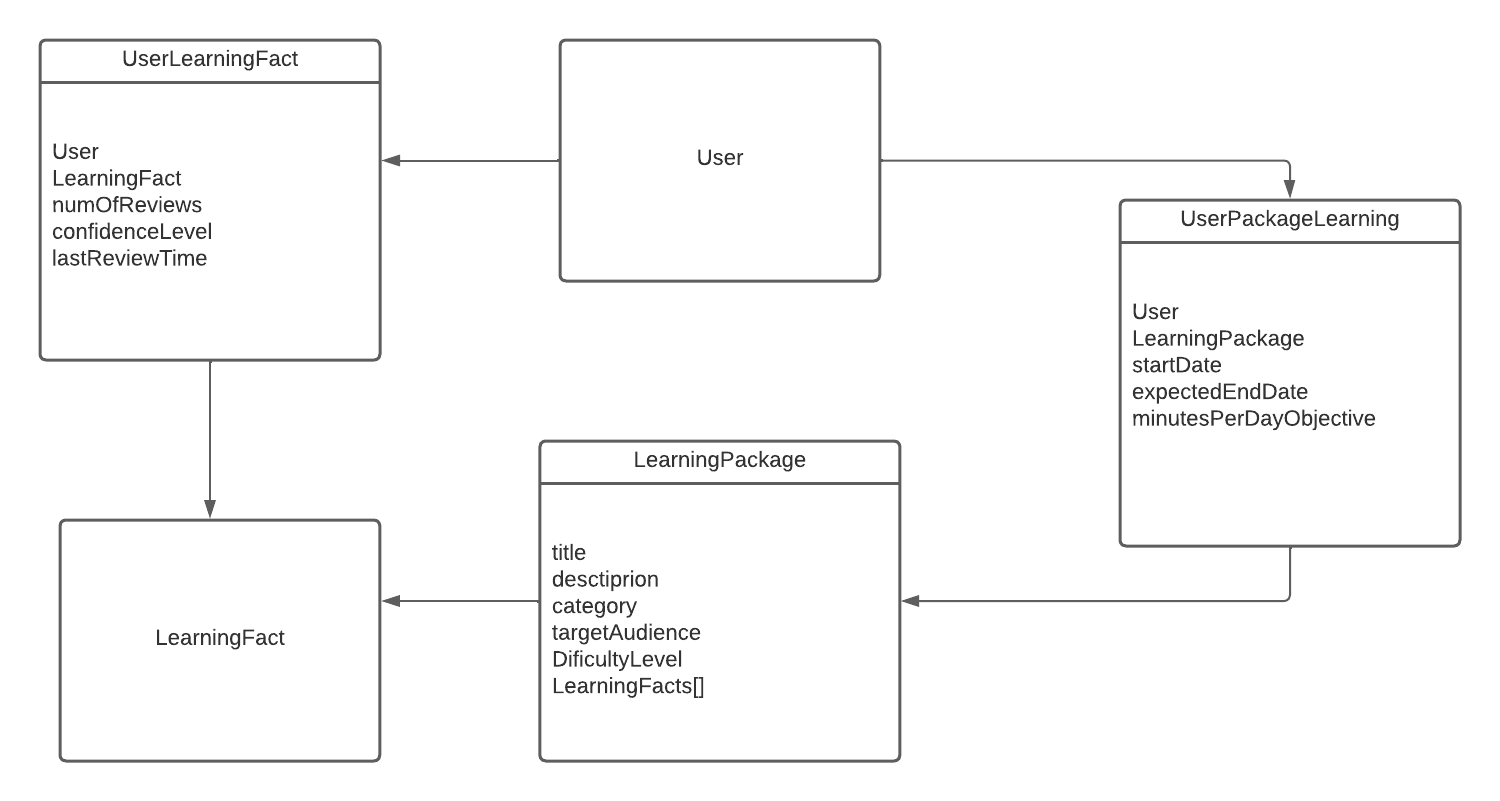 UserLearningFact
User
LearningFact
numOfReviews
confidenceLevel
lastReviewTime
User
UserPackageLearning
User
LearningPackage
startDate
expectedEndDate
minutesPerDayObjective
LearningFact
LearningPackage
title
desctiprion
category
targetAudience
DificultyLevel
LearningFacts[]